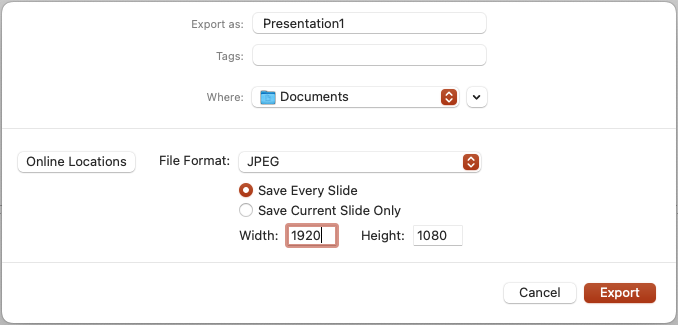 Export as: Presentation1
Tags:
Where: Documents
Online Locations File Format: JPEG
Save Every Slide
Save Current Slide Only
Width: 1920 Height: 1080
Cancel Export